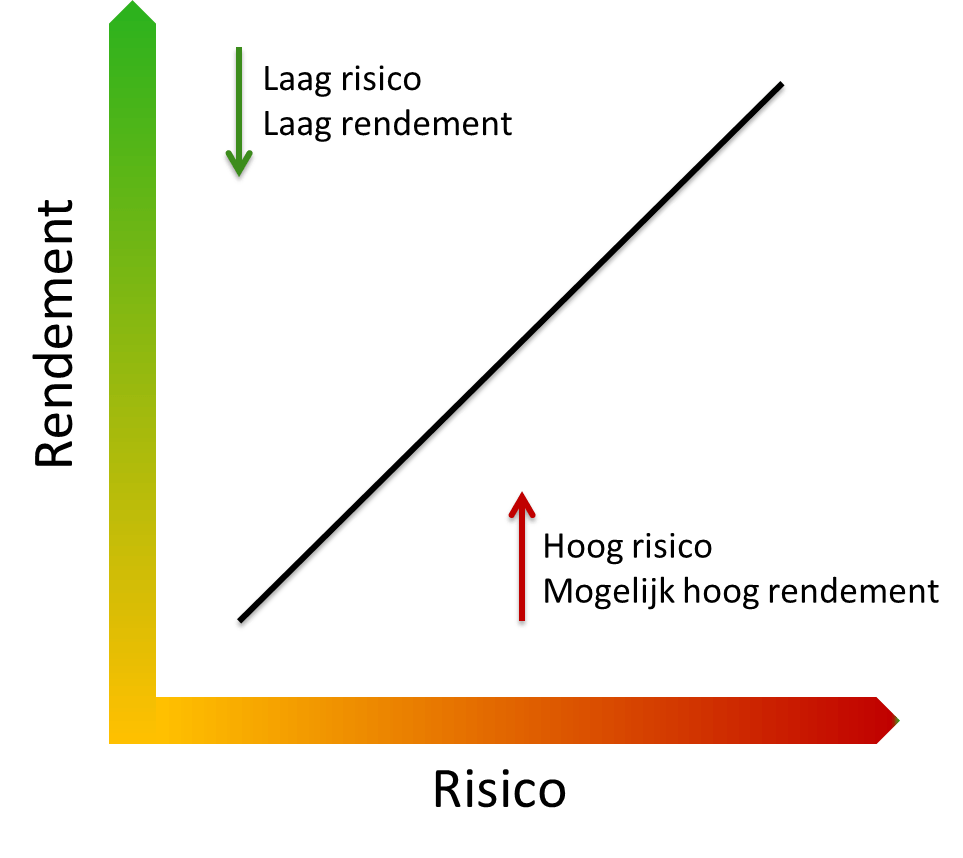 Laag risico
Laag rendement
Rendement
Hoog risico
Mogelijk hoog rendement
Risico